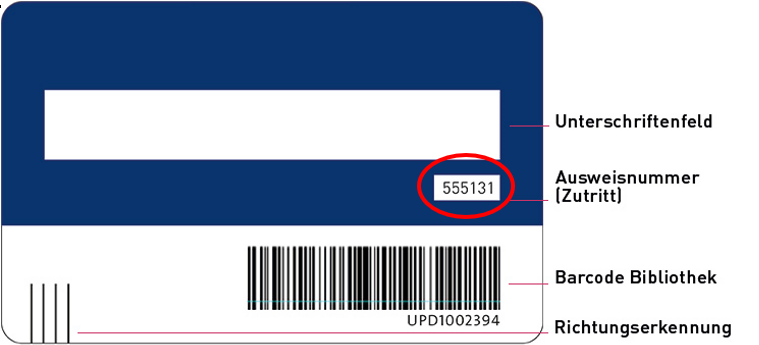 Unterschriftenfeld
555131
Ausweisnummer
(Zutritt)
Barcode Bibliothek
UPD1002394
Richtungserkennung